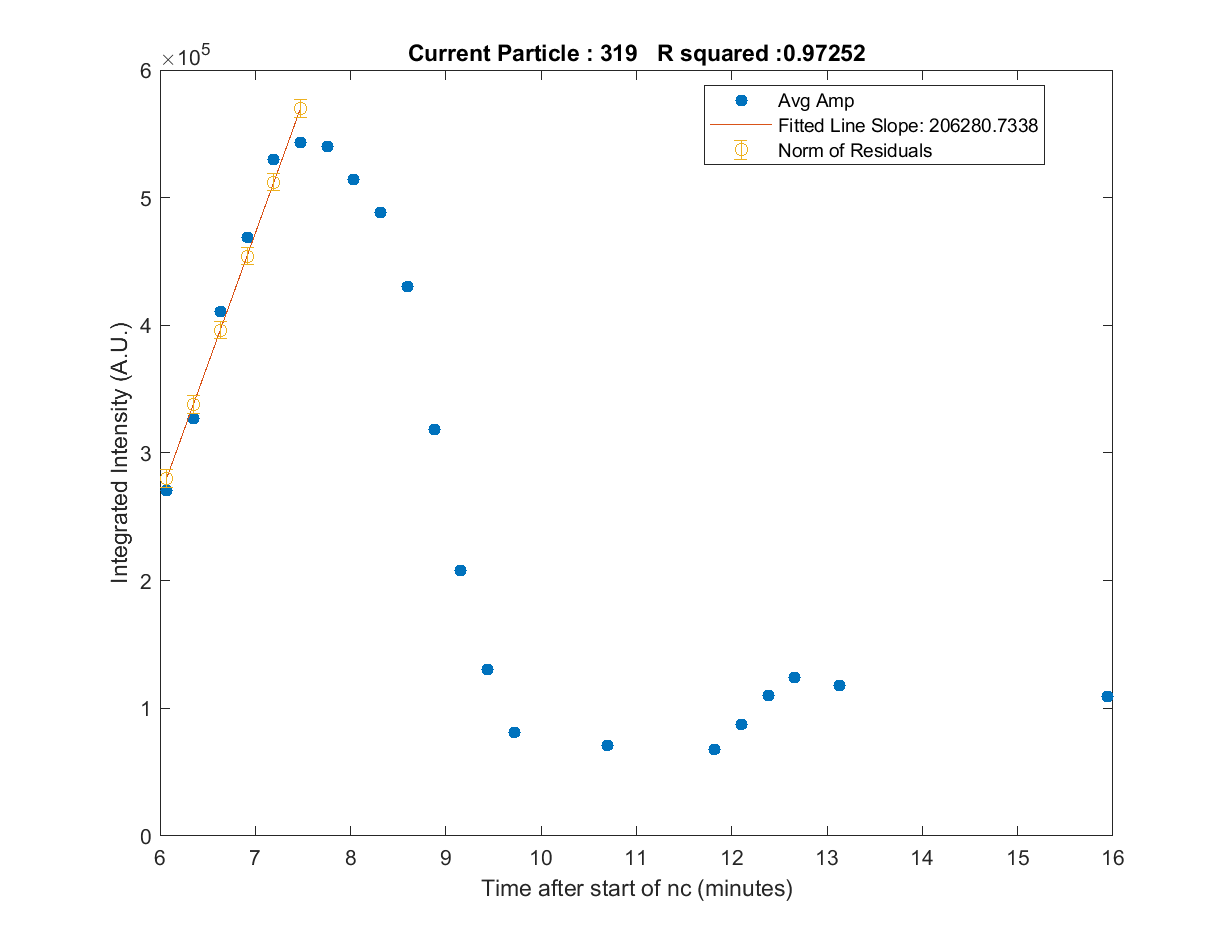 Current Particle : 319 R squared :0.97252
×10^5
Avg Amp
Fitted Line Slope: 206280.7338
Norm of Residuals
6
5
4
3
2
1
0
Integrated Intensity (A.U.)
6 7 8 9 10 11 12 13 14 15 16
Time after start of nc (minutes)